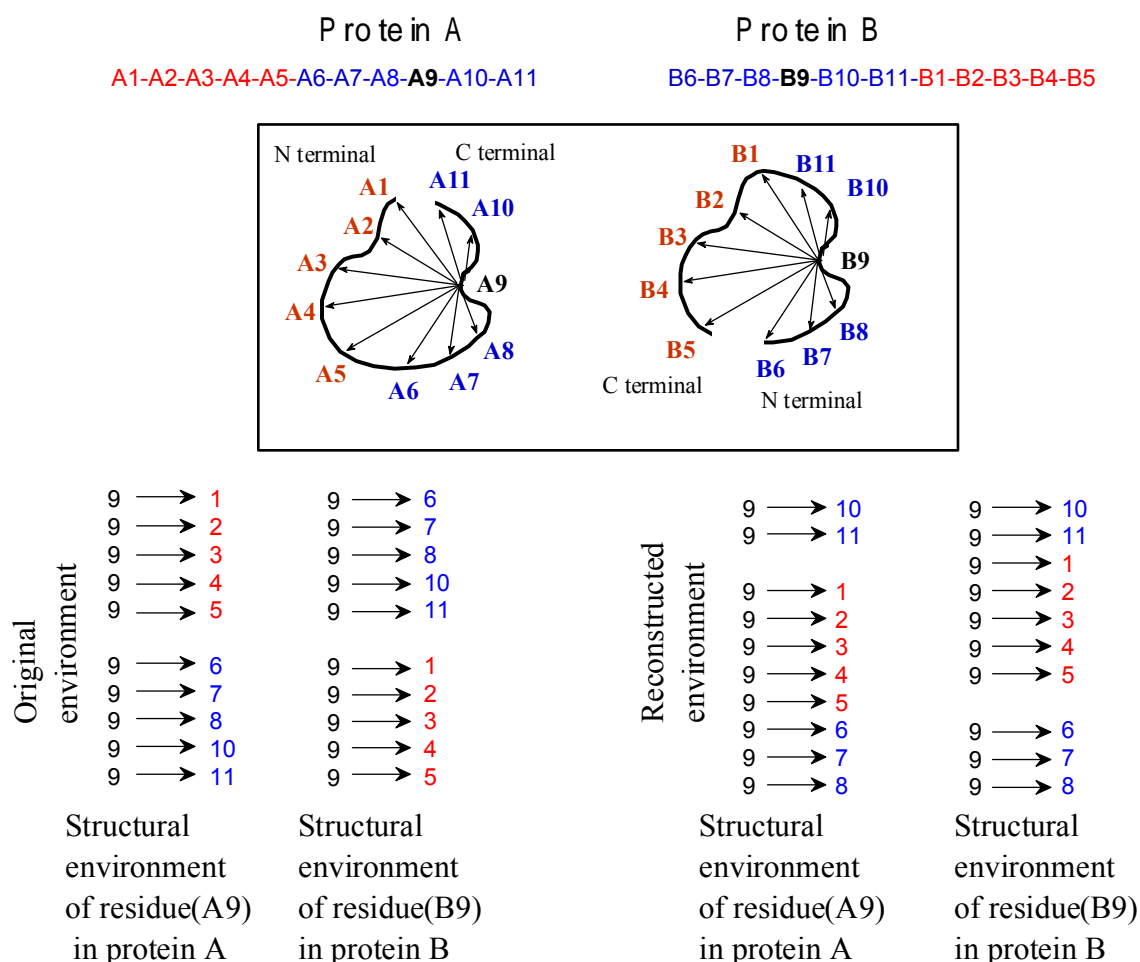 Protein A
Protein B
A1-A2-A3-A4-A5-A6-A7-A8-A9-A10-A11
B6-B7-B8-B9-B10-B11-B1-B2-B3-B4-B5
N terminal
C terminal
A1
A11
A2
A10
A3
A9
A4
A8
A5
A7
A6
B1
B11
B10
B2
B3
B9
B4
B8
B5
B7
B6
C terminal
N terminal
Original
environment
9 1
9 2
9 3
9 4
9 5
9 6
9 7
9 8
9 10
9 11
Structural
environment
of residue(A9)
in protein A
9 6
9 7
9 8
9 10
9 11
9 1
9 2
9 3
9 4
9 5
Structural
environment
of residue(B9)
in protein B
Reconstructed
environment
9 10
9 11
9 1
9 2
9 3
9 4
9 5
9 6
9 7
9 8
Structural
environment
of residue(A9)
in protein A
9 10
9 11
9 1
9 2
9 3
9 4
9 5
9 6
9 7
9 8
Structural
environment
of residue(B9)
in protein B